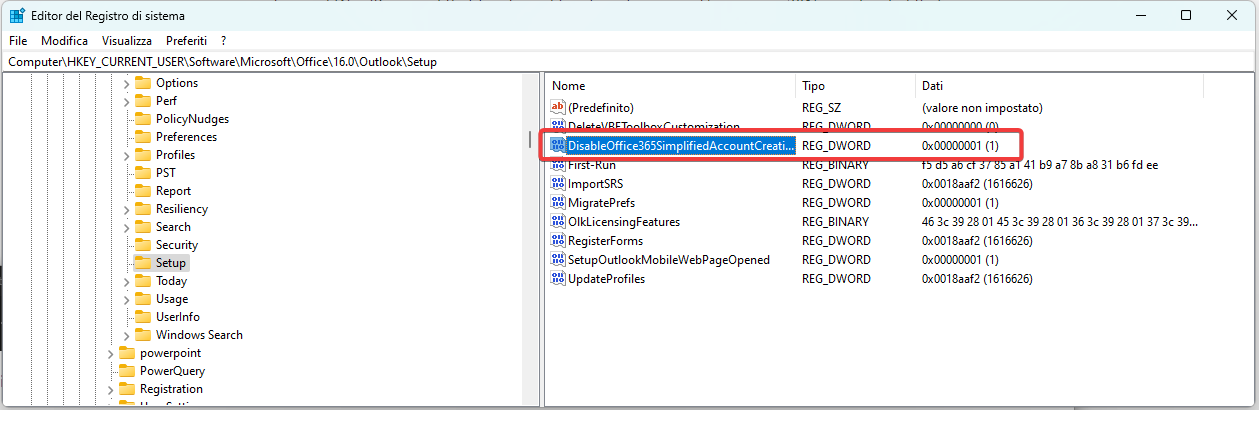 Editor del Registro di sistema
File Modifica Visualizza Preferiti ?
Computer\HKEY_CURRENT_USER\Software\Microsoft\Office\16.0\Outlook\Setup
Options
Perf
PolicyNudges
Preferences
Profiles
PST
Report
Resiliency
Search
Security
Setup
Today
Usage
UserInfo
Windows Search
powerpoint
PowerQuery
Registration
Nome Tipo Dati
(Predefinito) REG_SZ (valore non impostato)
DeleteVBEToolboxCustomization REG_DWORD 0x00000000 (0)
DisableOffice365SimplifiedAccountCreati... REG_DWORD 0x00000001 (1)
First-Run REG_BINARY f5 d5 a6 cf 37 85 a1 41 b9 a7 8b a8 31 b6 fd ee
ImportSRS REG_DWORD 0x0018aaf2 (1616626)
MigratePrefs REG_DWORD 0x00000001 (1)
OlkLicensingFeatures REG_BINARY 46 3c 39 28 01 45 3c 39 28 01 36 3c 39 28 01 37 3c 39...
RegisterForms REG_DWORD 0x0018aaf2 (1616626)
SetupOutlookMobileWebPageOpened REG_DWORD 0x00000001 (1)
UpdateProfiles REG_DWORD 0x0018aaf2 (1616626)